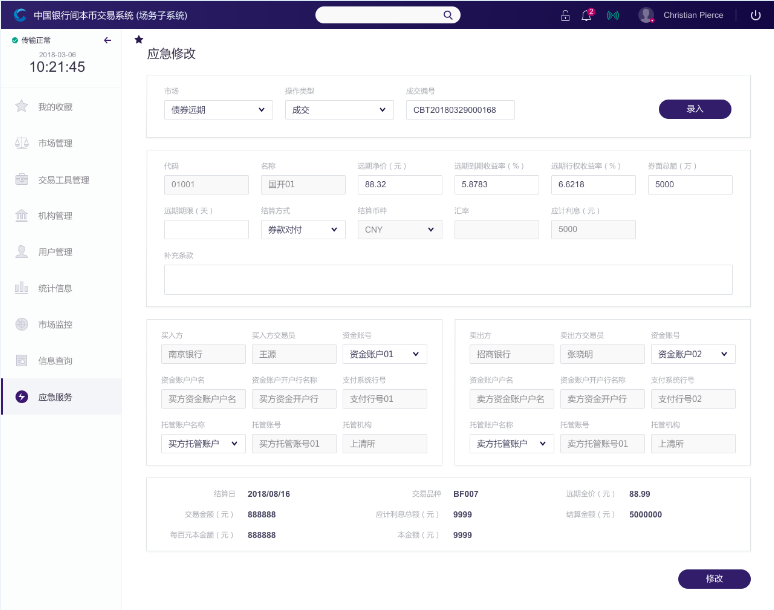 中国银行间本币交易系统 (场务子系统)
2
Christian Pierce
传输正常
2018-03-06
10:21:45
我的收藏
市场管理
交易工具管理
机构管理
用户管理
统计信息
市场监控
信息查询
应急服务
应急修改
市场 操作类型 成交编号
债券远期 成交 CBT20180329000168 录入
代码 名称 远期净价（元） 远期到期收益率（%） 远期行权收益率（%） 券面总额（万）
01001 国开01 88.32 5.8783 6.6218 5000
远期期限（天） 结算方式 结算币种 汇率 应计利息（元）
券款对付 CNY 5000
补充条款
买入方 买入方交易员 资金账号
南京银行 王源 资金账户01
资金账户户名 资金账户开户行名称 支付系统行号
买方资金账户户名 买方资金开户行 支付行号01
托管账户名称 托管账号 托管机构
买方托管账户 买方托管账号01 上清所
卖出方 卖出方交易员 资金账号
招商银行 张晓明 资金账户02
资金账户户名 资金账户开户行名称 支付系统行号
卖方资金账户户名 卖方资金开户行 支付行号02
托管账户名称 托管账号 托管机构
卖方托管账户 卖方托管账号01 上清所
结算日 2018/08/16 交易品种 BF007 远期全价（元） 88.99
交易金额（元） 888888 应计利息总额（元） 9999 结算金额（元） 5000000
每百元本金额（元） 888888 本金额（元） 9999
修改